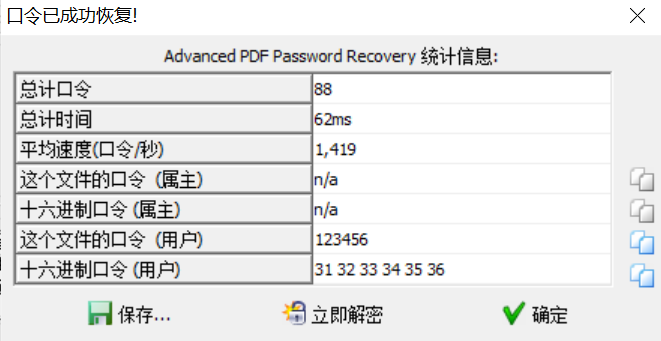 口令已成功恢复!
Advanced PDF Password Recovery 统计信息:
总计口令 88
总计时间 62ms
平均速度(口令/秒) 1,419
这个文件的口令 (属主) n/a
十六进制口令 (属主) n/a
这个文件的口令 (用户) 123456
十六进制口令 (用户) 31 32 33 34 35 36
保存... 立即解密 确定